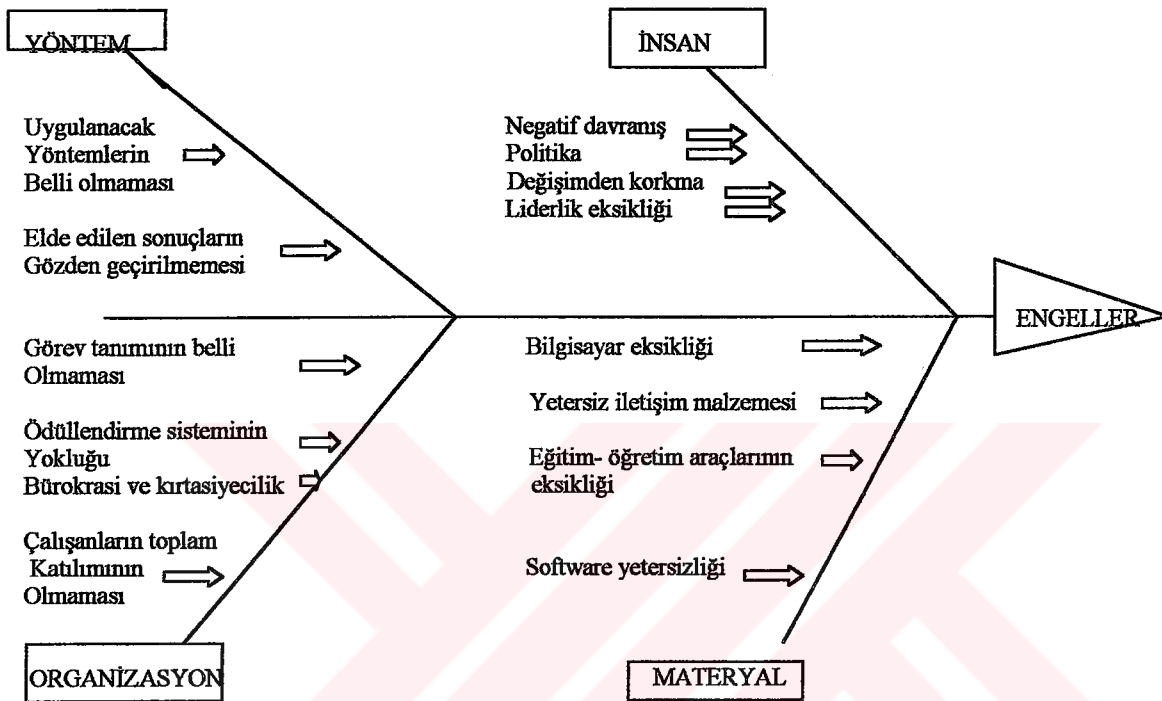 YÖNTEM
İNSAN
Uygulanacak
Yöntemlerin
Belli olmaması
Elde edilen sonuçların
Gözden geçirilmemesi
Negatif davranış
Politika
Değişimden korkma
Liderlik eksikliği
ENGELLER
Görev tanımının belli
Olmaması
Ödüllendirme sisteminin
Yokluğu
Bürokrasi ve kırtasiyecilik
Çalışanların toplam
Katılımının
Olmaması
Bilgisayar eksikliği
Yetersiz iletişim malzemesi
Eğitim- öğretim araçlarının
eksikliği
Software yetersizliği
ORGANİZASYON
MATERYAL